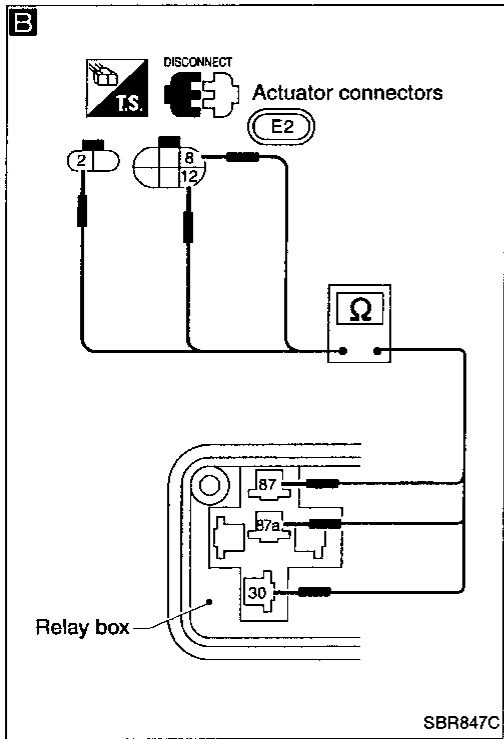 B
DISCONNECT
T.S.
Actuator connectors
E2
2
8
12
Ω
87
87a
30
Relay box
SBR847C